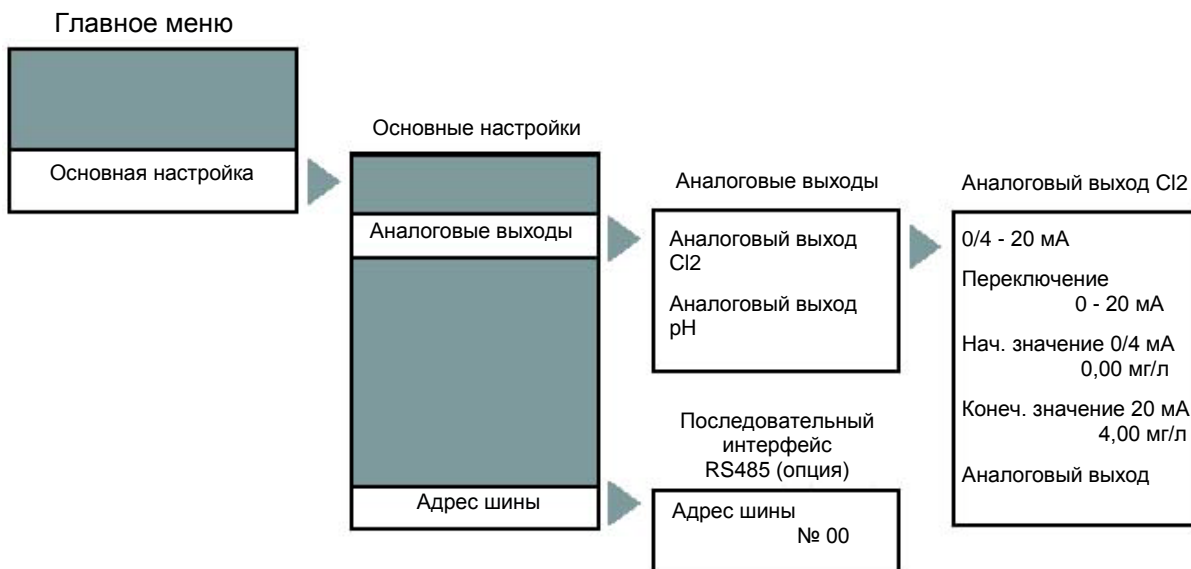 Главное меню
Основная настройка
Основные настройки
Аналоговые выходы
Адрес шины
Аналоговые выходы
Аналоговый выход
Cl2
Аналоговый выход
pH
Последовательный
интерфейс
RS485 (опция)
Адрес шины
№ 00
Аналоговый выход Cl2
0/4 - 20 мА
Переключение
0 - 20 мА
Нач. значение 0/4 мА
0,00 мг/л
Конеч. значение 20 мА
4,00 мг/л
Аналоговый выход